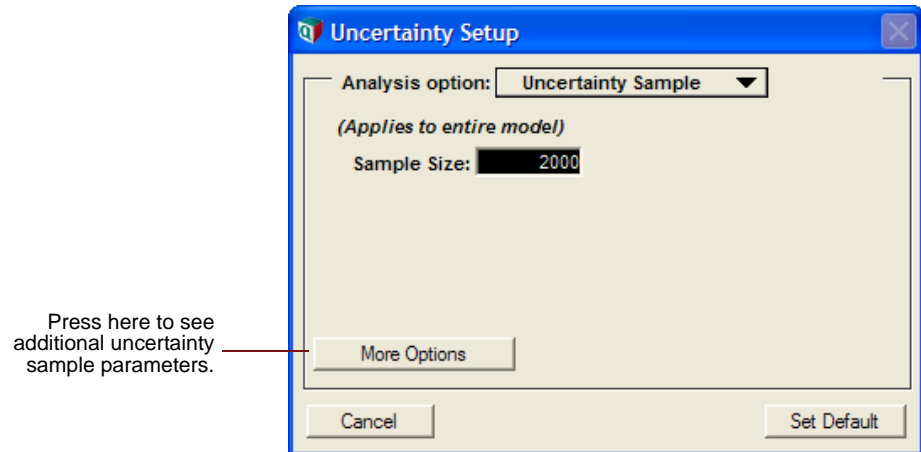 Uncertainty Setup
Analysis option: Uncertainty Sample
(Applies to entire model)
Sample Size: 2000
Press here to see
additional uncertainty
sample parameters.
More Options
Cancel Set Default